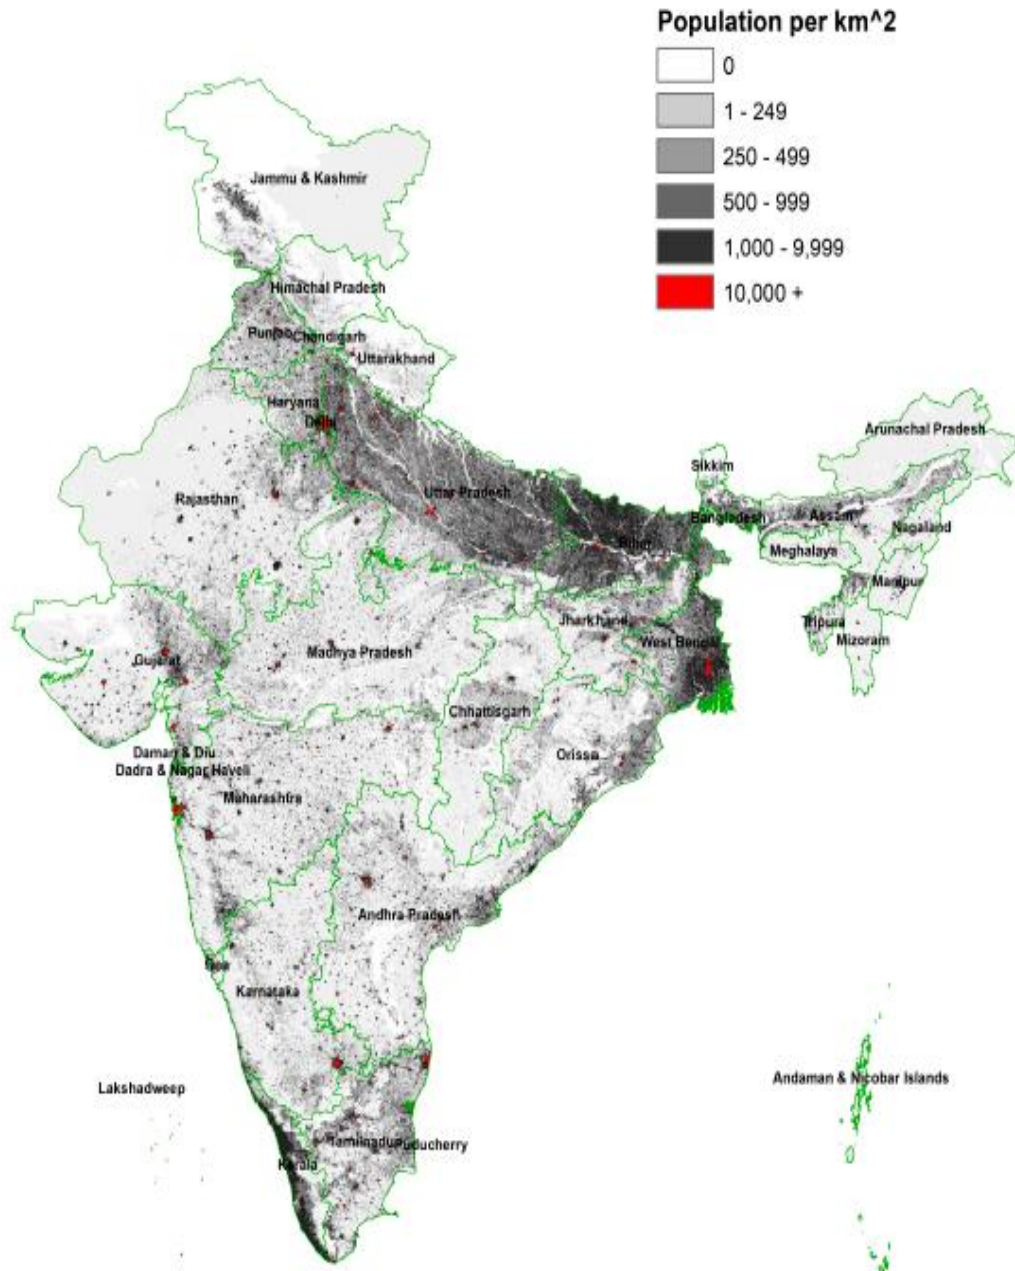 Population per km^2
0
1 - 249
250 - 499
500 - 999
1,000 - 9,999
10,000 +
Jammu & Kashmir
Himachal Pradesh
Punjab
Chandigarh
Uttarakhand
Haryana
Delhi
Arunachal Pradesh
Sikkim
Rajasthan
Uttar Pradesh
Bangladesh
Assam
Nagaland
Bihar
Meghalaya
Manipur
Jharkhand
Tripura
West Bengal
Mizoram
Madhya Pradesh
Gujarat
Chhattisgarh
Daman & Diu
Orissa
Dadra & Nagar Haveli
Maharashtra
Andhra Pradesh
Goa
Karnataka
Lakshadweep
Andaman & Nicobar Islands
Tamilnadu
Puducherry
Kerala